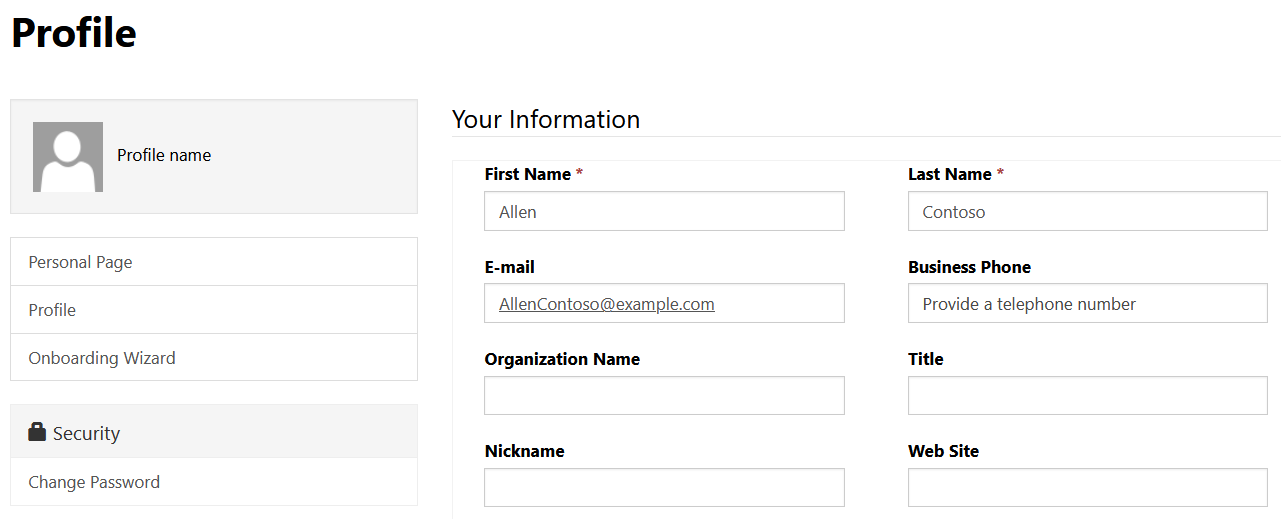 Profile
Profile name
Personal Page
Profile
Onboarding Wizard
Security
Change Password
Your Information
First Name *
Last Name *
Allen
Contoso
E-mail
Business Phone
AllenContoso@example.com
Provide a telephone number
Organization Name
Title
Nickname
Web Site